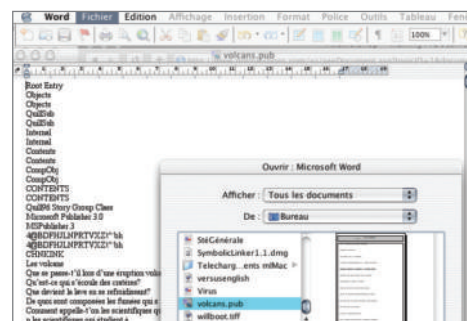 Word Fichier Edition Affichage Insertion Format Police Outils Tableau
100%
volcans.pub
Root Entry
Objects
Objects
QuillSub
QuillSub
Internal
Internal
Contents
Contents
CompObj
CompObj
CONTENTS
CONTENTS
Quill96 Story Group Class
Microsoft Publisher 3.0
MSPublisher 3
CHNKINK
Les volcans
Que se passe-t'il lors d'une éruption
Qu'est-ce qui s'écoule des cratères?
Que devient la lave en se refroidissant?
De quoi sont composées les fumées qui
Comment appelle-t'on les scientifiques
Ouvrir : Microsoft Word
Afficher : Tous les documents
De : Bureau
StéGénérale
SymbolicLinker1.1.dmg
Telecharg...ents miMac
versusenglish
Virus
volcans.pub
willboot.tiff